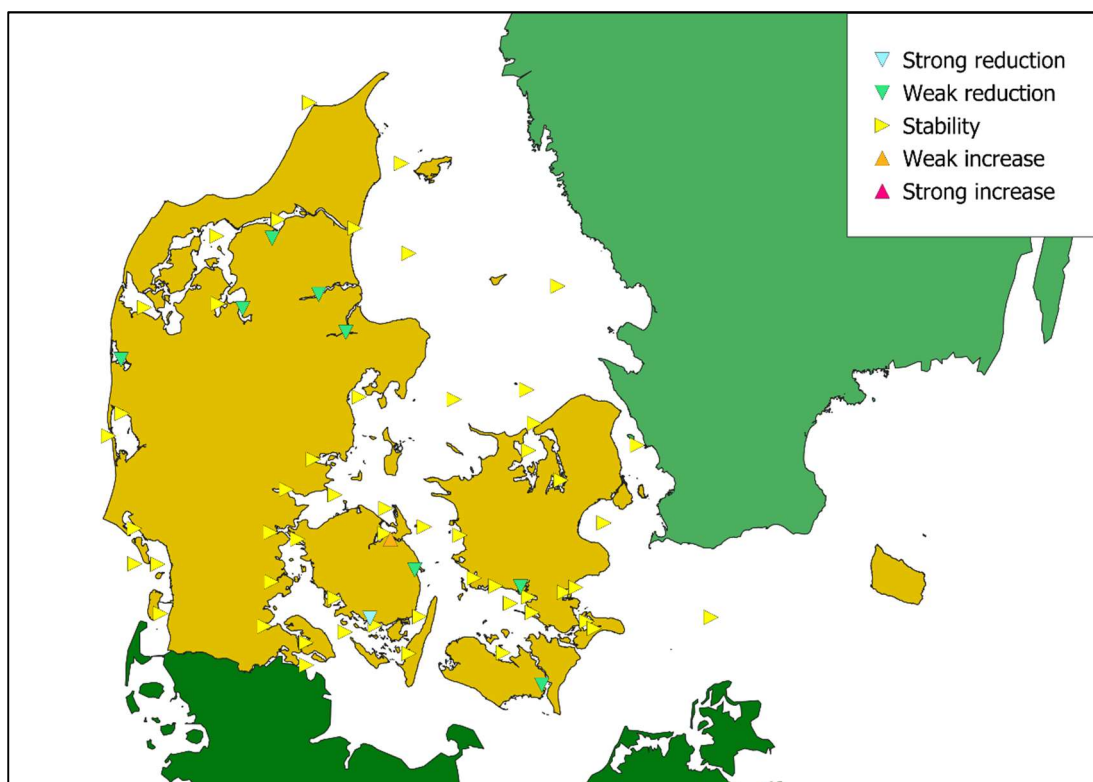 Strong reduction
Weak reduction
Stability
Weak increase
Strong increase